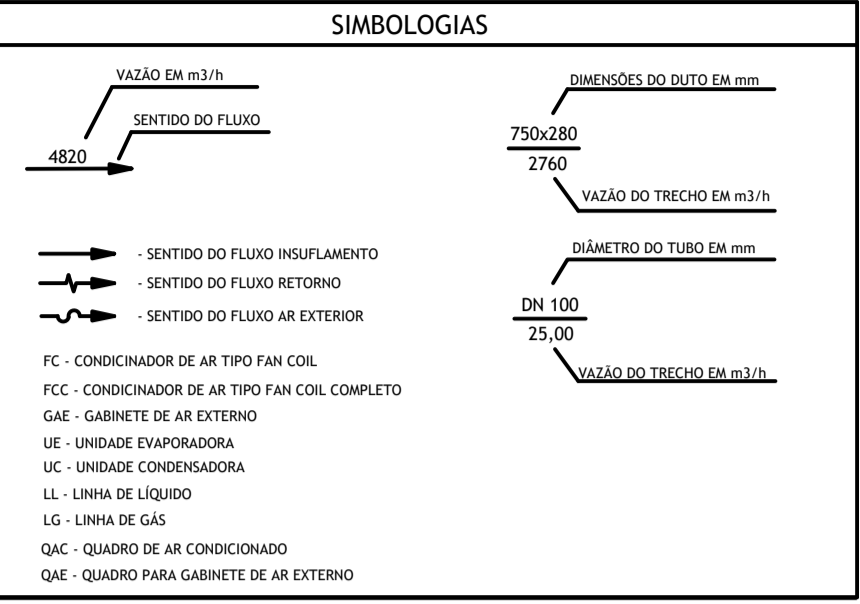 SIMBOLOGIAS
VAZÃO EM m3/h
SENTIDO DO FLUXO
4820
DIMENSÕES DO DUTO EM mm
750x280
2760
VAZÃO DO TRECHO EM m3/h
- SENTIDO DO FLUXO INSUFLAMENTO
- SENTIDO DO FLUXO RETORNO
- SENTIDO DO FLUXO AR EXTERIOR
DIÂMETRO DO TUBO EM mm
DN 100
25,00
VAZÃO DO TRECHO EM m3/h
FC - CONDICINADOR DE AR TIPO FAN COIL
FCC - CONDICINADOR DE AR TIPO FAN COIL COMPLETO
GAE - GABINETE DE AR EXTERNO
UE - UNIDADE EVAPORADORA
UC - UNIDADE CONDENSADORA
LL - LINHA DE LÍQUIDO
LG - LINHA DE GÁS
QAC - QUADRO DE AR CONDICIONADO
QAE - QUADRO PARA GABINETE DE AR EXTERNO